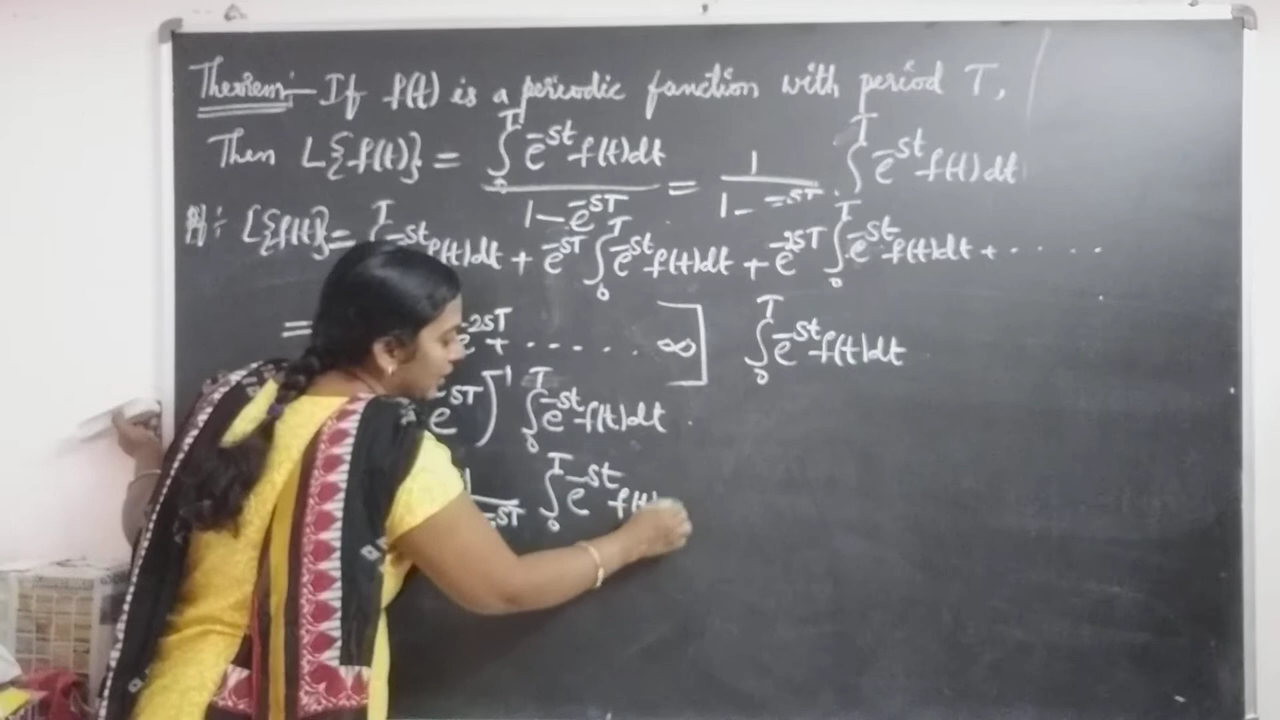 Theorem:- If f(t) is a periodic function with period T,
Then L{f(t)} = ∫₀ᵀ e^-st f(t)dt / 1 - e^-sT = 1 / 1 - e^-sT . ∫₀ᵀ e^-st f(t)dt
Pf: L{f(t)} = ∫ᵀ e^-st f(t)dt + e^-sT ∫₀ᵀ e^-st f(t)dt + e^-2sT ∫₀ᵀ e^-st f(t)dt + .....
= e^-2sT + ...... ∞] ∫₀ᵀ e^-st f(t)dt
e^-sT)^-1 ∫₀ᵀ e^-st f(t)dt .
1 / e^-sT ∫₀ᵀ e^-st f(t)